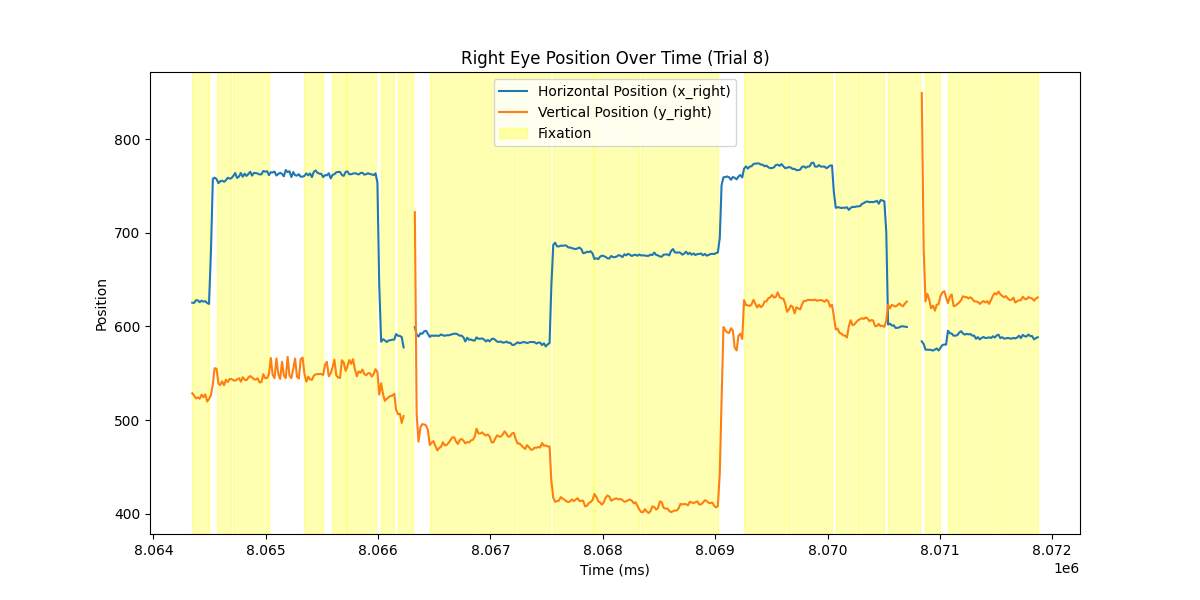 Right Eye Position Over Time (Trial 8)
Horizontal Position (x_right)
Vertical Position (y_right)
Fixation
Position
800
700
600
500
400
8.064 8.065 8.066 8.067 8.068 8.069 8.070 8.071 8.072
1e6
Time (ms)